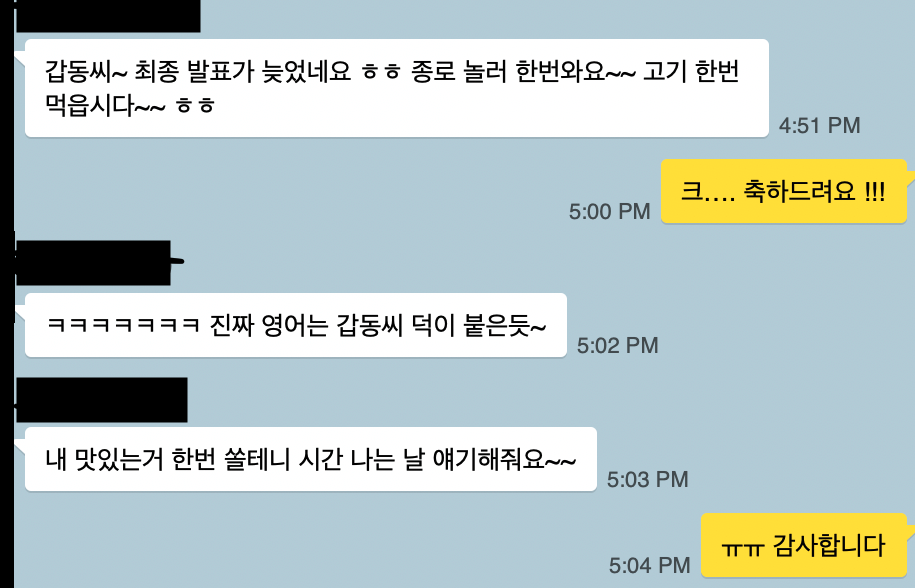 갑동씨~ 최종 발표가 늦었네요 ㅎㅎ 종로 놀러 한번와요~~ 고기 한번
먹읍시다~~ ㅎㅎ
4:51 PM
크.... 축하드려요 !!!
5:00 PM
ㅋㅋㅋㅋㅋㅋㅋ 진짜 영어는 갑동씨 덕이 붙은듯~
5:02 PM
내 맛있는거 한번 쏠테니 시간 나는 날 얘기해줘요~~
5:03 PM
ㅠㅠ 감사합니다
5:04 PM